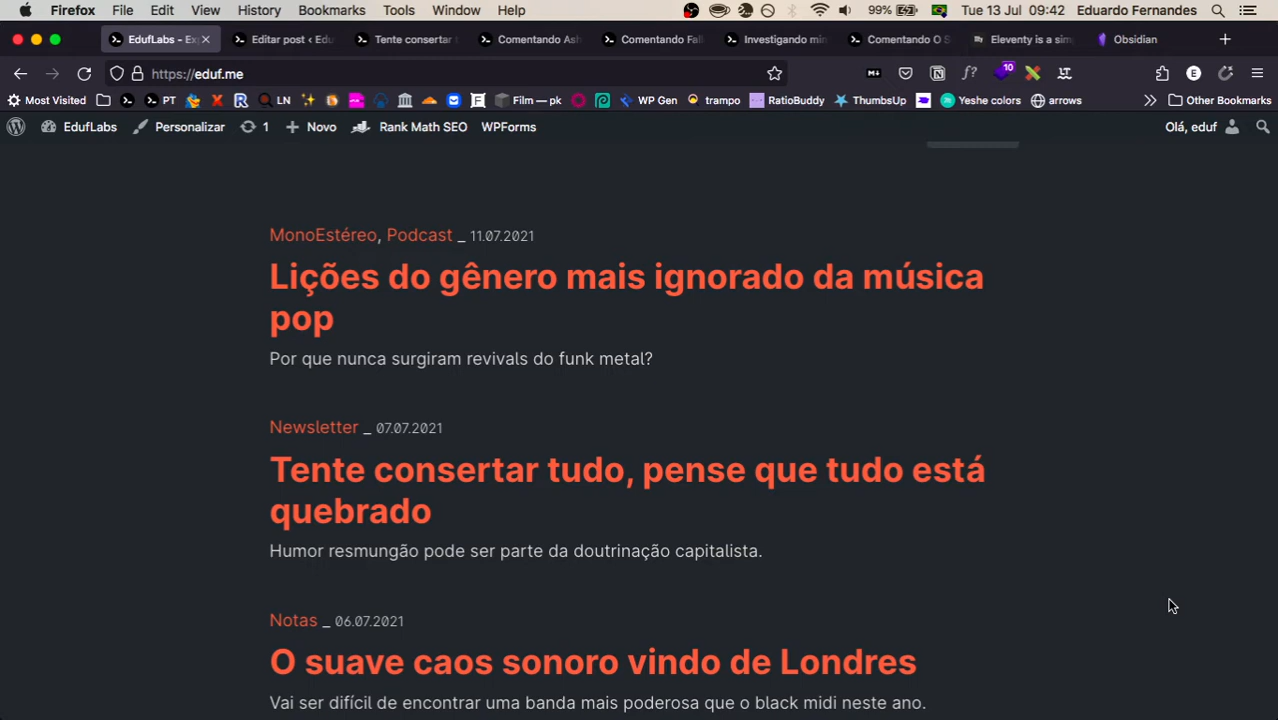 Firefox File Edit View History Bookmarks Tools Window Help 99% Tue 13 Jul 09:42 Eduardo Fernandes
EdufLabs - Ex Editar post ‹ Edu Tente consertar Comentando Ash Comentando Fal Investigando min Comentando O S Eleventy is a sim Obsidian
https://eduf.me 10
Most Visited PT LN Film — pk WP Gen trampo RatioBuddy ThumbsUp Yeshe colors arrows Other Bookmarks
EdufLabs Personalizar 1 Novo Rank Math SEO WPForms Olá, eduf
MonoEstéreo, Podcast _ 11.07.2021
Lições do gênero mais ignorado da música
pop
Por que nunca surgiram revivals do funk metal?
Newsletter _ 07.07.2021
Tente consertar tudo, pense que tudo está
quebrado
Humor resmungão pode ser parte da doutrinação capitalista.
Notas _ 06.07.2021
O suave caos sonoro vindo de Londres
Vai ser difícil de encontrar uma banda mais poderosa que o black midi neste ano.